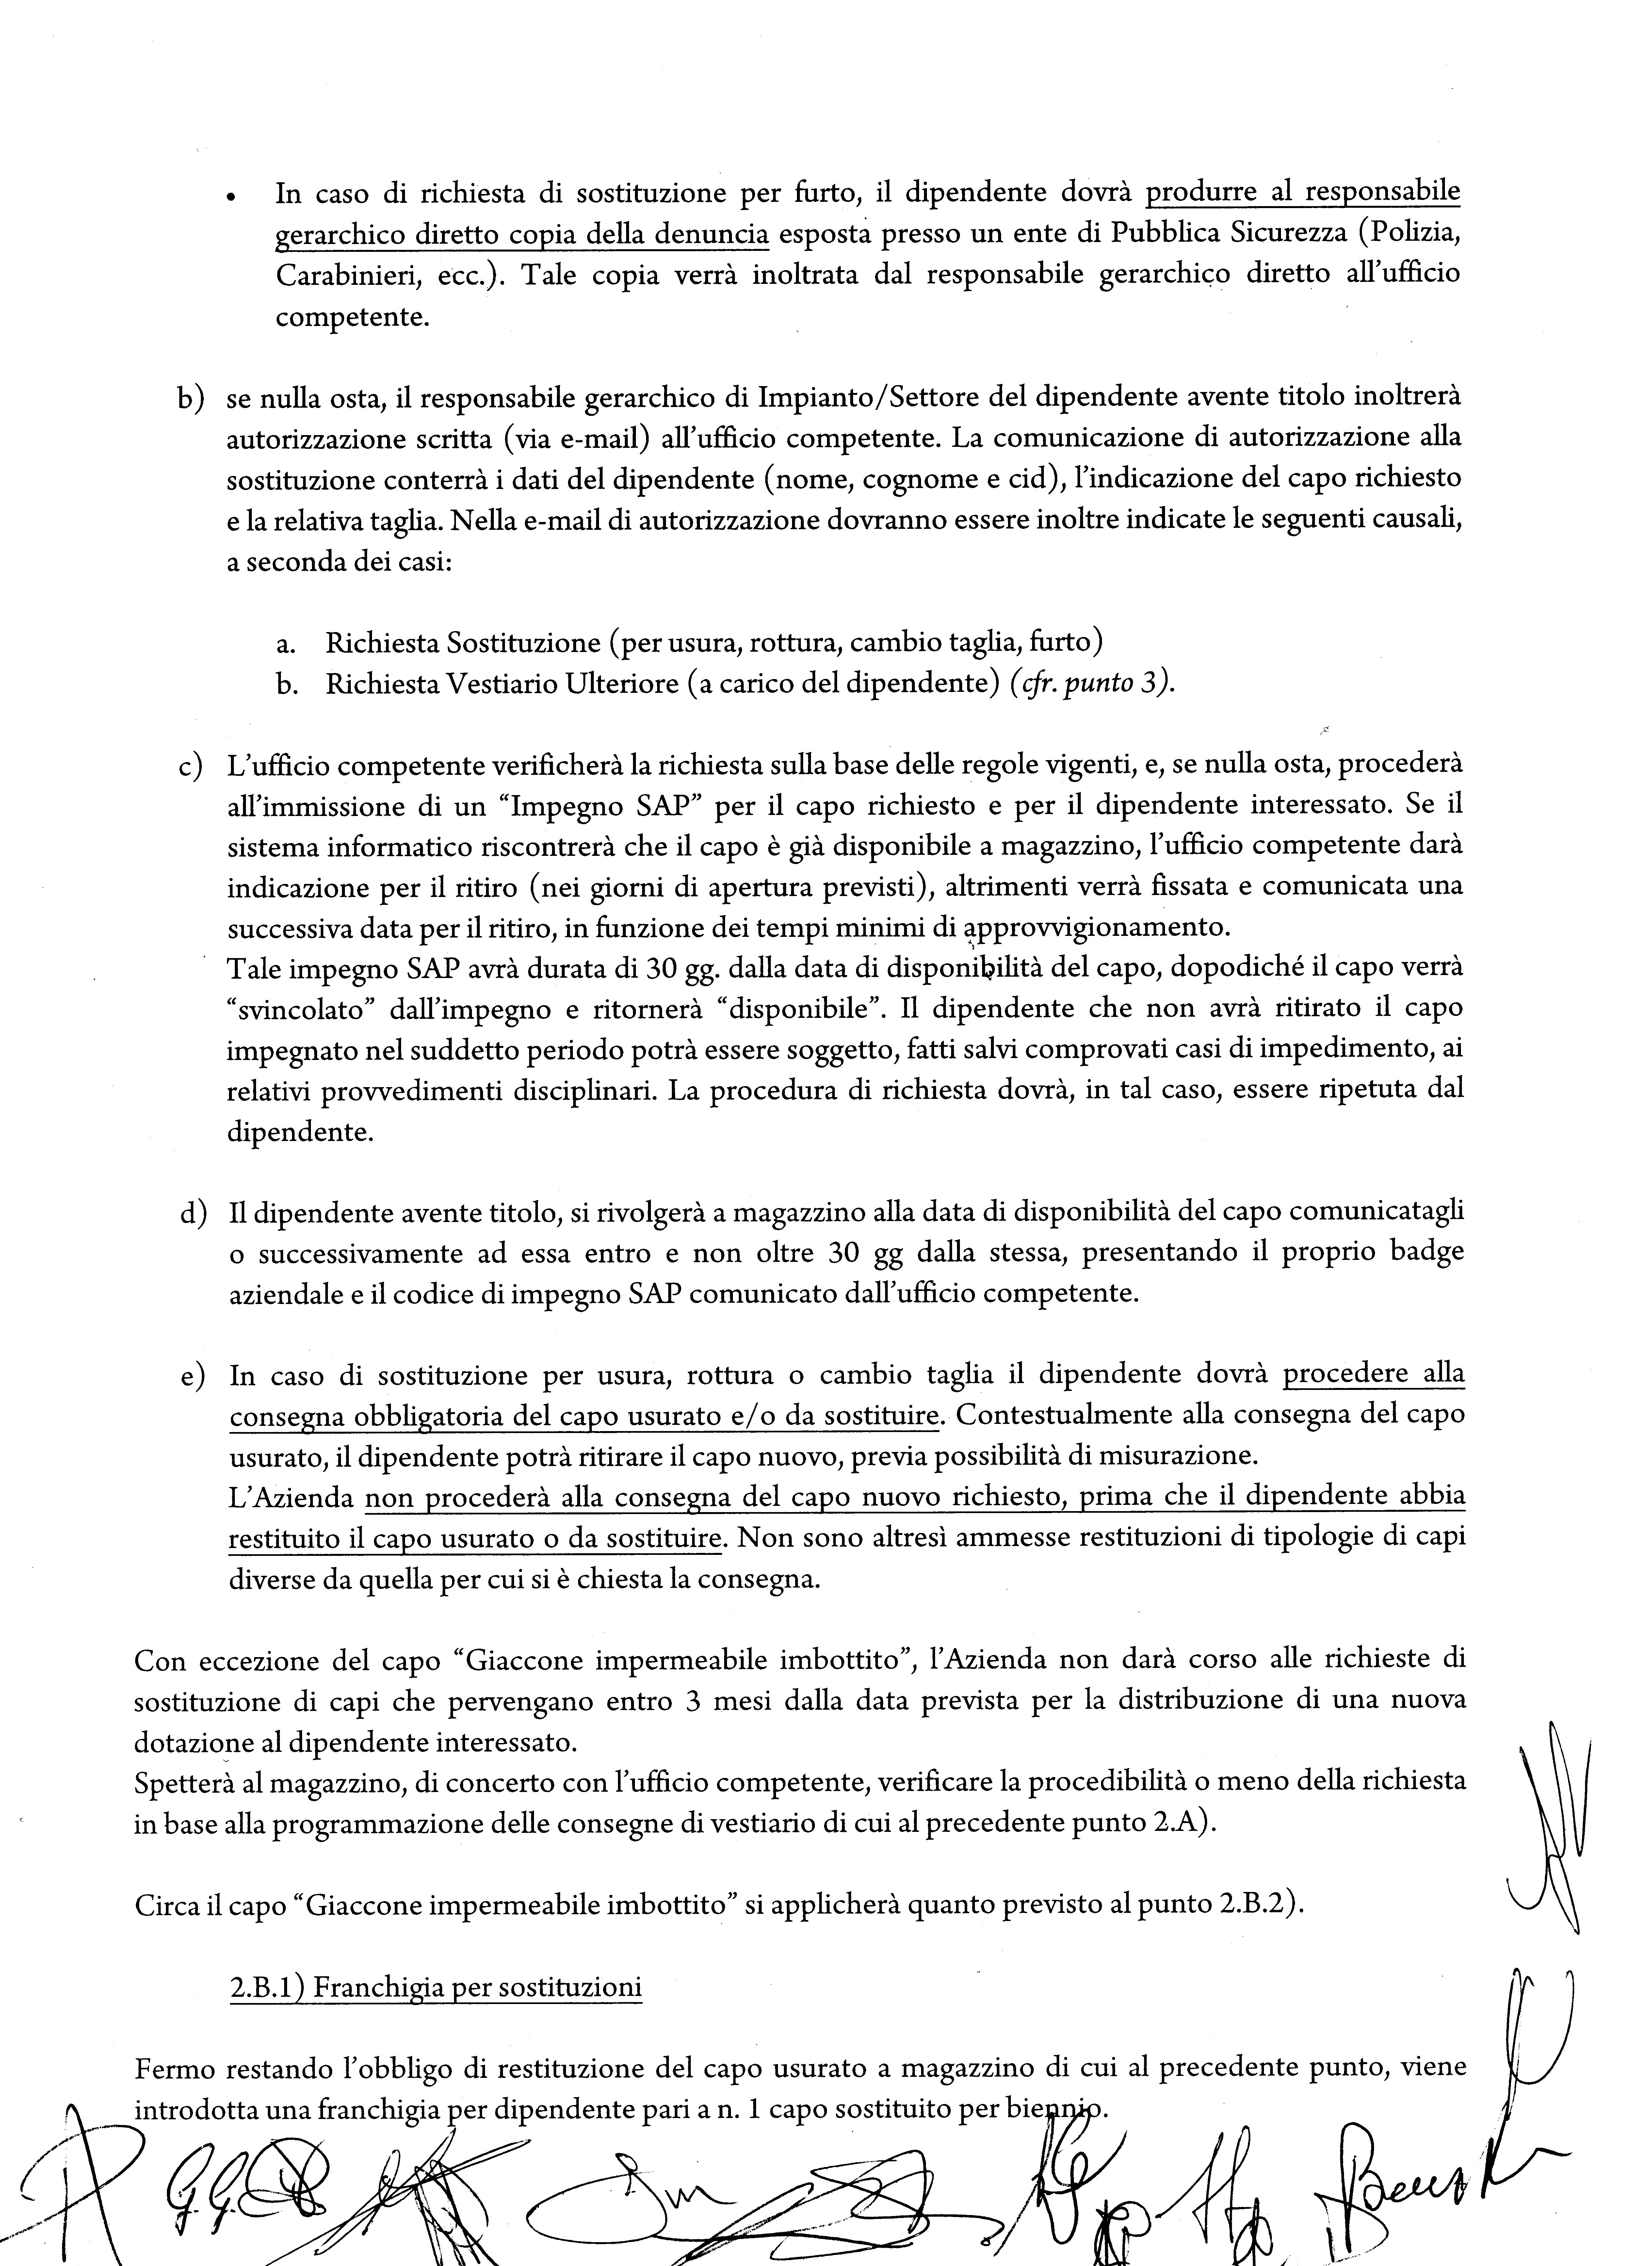 • In caso di richiesta di sostituzione per furto, il dipendente dovrà produrre al responsabile
gerarchico diretto copia della denuncia esposta presso un ente di Pubblica Sicurezza (Polizia,
Carabinieri, ecc.). Tale copia verrà inoltrata dal responsabile gerarchico diretto all'ufficio
competente.
b) se nulla osta, il responsabile gerarchico di Impianto/Settore del dipendente avente titolo inoltrerà
autorizzazione scritta (via e-mail) all'ufficio competente. La comunicazione di autorizzazione alla
sostituzione conterrà i dati del dipendente (nome, cognome e cid), l'indicazione del capo richiesto
e la relativa taglia. Nella e-mail di autorizzazione dovranno essere inoltre indicate le seguenti causali,
a seconda dei casi:
a. Richiesta Sostituzione (per usura, rottura, cambio taglia, furto)
b. Richiesta Vestiario Ulteriore (a carico del dipendente) (cfr. punto 3).
c) L'ufficio competente verificherà la richiesta sulla base delle regole vigenti, e, se nulla osta, procederà
all'immissione di un “Impegno SAP” per il capo richiesto e per il dipendente interessato. Se il
sistema informatico riscontrerà che il capo è già disponibile a magazzino, l'ufficio competente darà
indicazione per il ritiro (nei giorni di apertura previsti), altrimenti verrà fissata e comunicata una
successiva data per il ritiro, in funzione dei tempi minimi di approvvigionamento.
Tale impegno SAP avrà durata di 30 gg. dalla data di disponibilità del capo, dopodiché il capo verrà
“svincolato” dall'impegno e ritornerà “disponibile”. Il dipendente che non avrà ritirato il capo
impegnato nel suddetto periodo potrà essere soggetto, fatti salvi comprovati casi di impedimento, ai
relativi provvedimenti disciplinari. La procedura di richiesta dovrà, in tal caso, essere ripetuta dal
dipendente.
d) Il dipendente avente titolo, si rivolgerà a magazzino alla data di disponibilità del capo comunicatagli
o successivamente ad essa entro e non oltre 30 gg dalla stessa, presentando il proprio badge
aziendale e il codice di impegno SAP comunicato dall'ufficio competente.
e) In caso di sostituzione per usura, rottura o cambio taglia il dipendente dovrà procedere alla
consegna obbligatoria del capo usurato e/o da sostituire. Contestualmente alla consegna del capo
usurato, il dipendente potrà ritirare il capo nuovo, previa possibilità di misurazione.
L'Azienda non procederà alla consegna del capo nuovo richiesto, prima che il dipendente abbia
restituito il capo usurato o da sostituire. Non sono altresì ammesse restituzioni di tipologie di capi
diverse da quella per cui si è chiesta la consegna.
Con eccezione del capo “Giaccone impermeabile imbottito”, l'Azienda non darà corso alle richieste di
sostituzione di capi che pervengano entro 3 mesi dalla data prevista per la distribuzione di una nuova
dotazione al dipendente interessato.
Spetterà al magazzino, di concerto con l'ufficio competente, verificare la procedibilità o meno della richiesta
in base alla programmazione delle consegne di vestiario di cui al precedente punto 2.A).
Circa il capo “Giaccone impermeabile imbottito” si applicherà quanto previsto al punto 2.B.2).
2.B.1) Franchigia per sostituzioni
Fermo restando l'obbligo di restituzione del capo usurato a magazzino di cui al precedente punto, viene
introdotta una franchigia per dipendente pari a n. 1 capo sostituito per biennio.